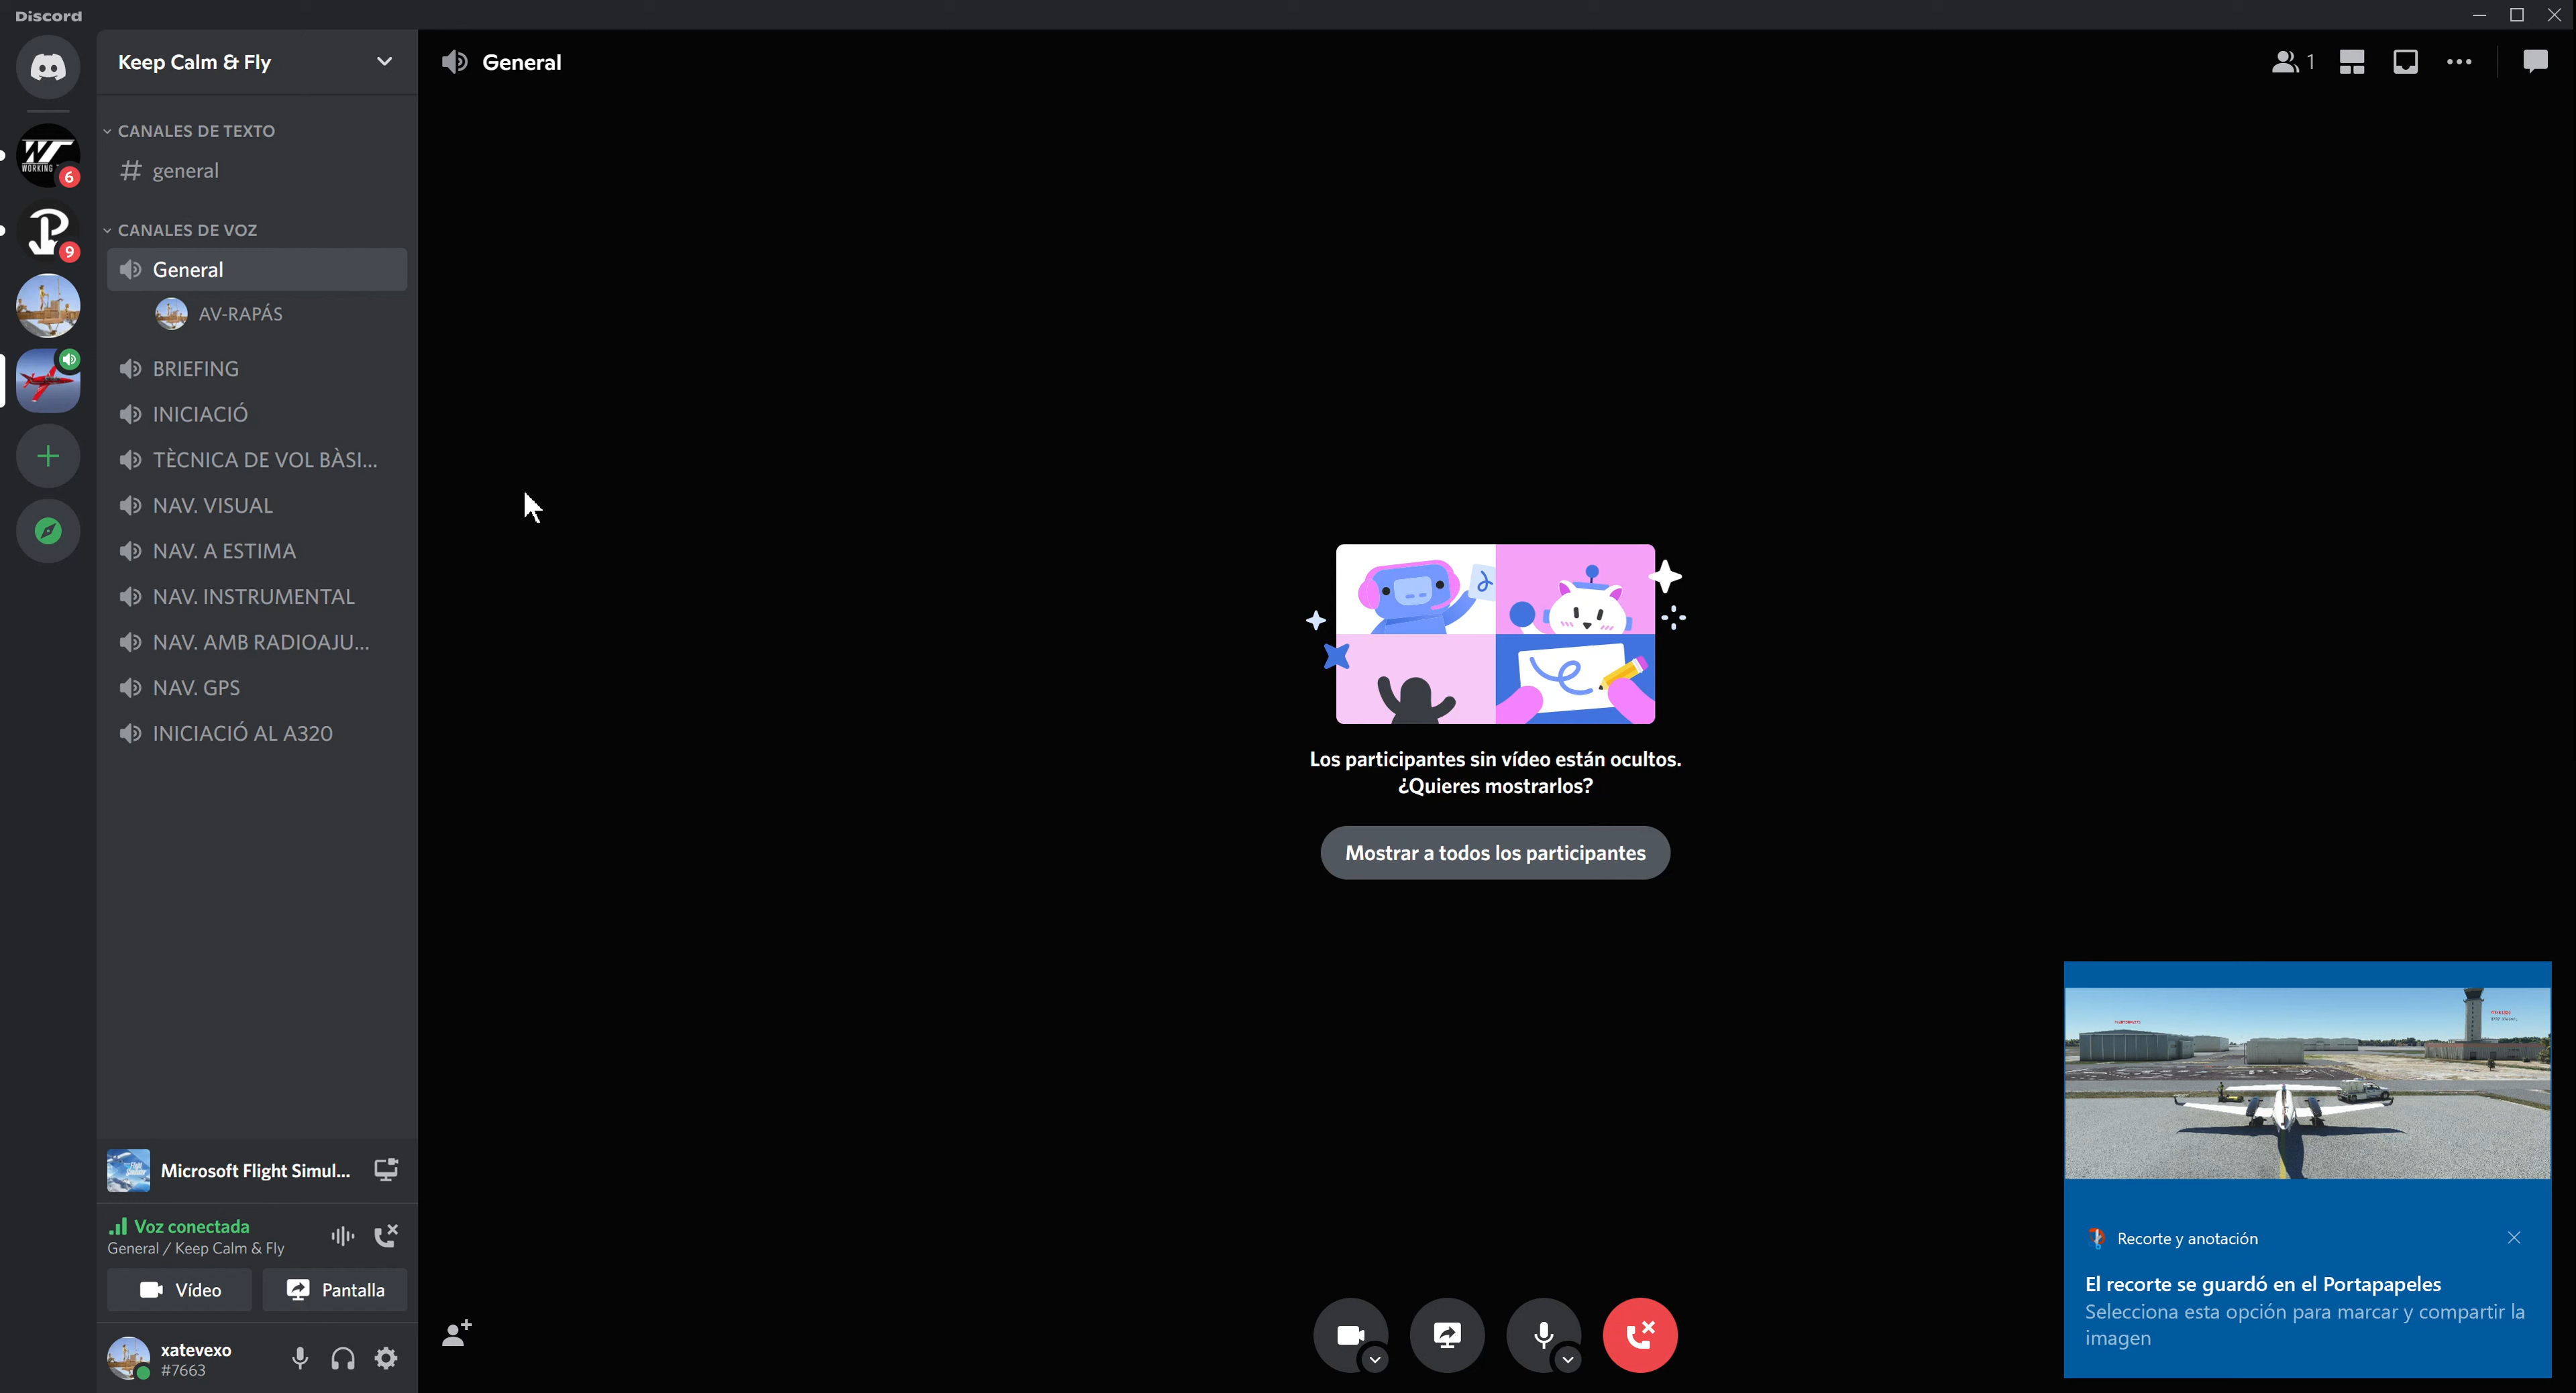 Discord
Keep Calm & Fly
General
1
CANALES DE TEXTO
general
WORKING
6
9
CANALES DE VOZ
General
AV-RAPÁS
BRIEFING
INICIACIÓ
TÈCNICA DE VOL BÀSI...
NAV. VISUAL
NAV. A ESTIMA
NAV. INSTRUMENTAL
NAV. AMB RADIOAJU...
NAV. GPS
INICIACIÓ AL A320
Los participantes sin vídeo están ocultos.
¿Quieres mostrarlos?
Mostrar a todos los participantes
Microsoft Flight Simul...
Voz conectada
General / Keep Calm & Fly
Vídeo
Pantalla
xatevexo
#7663
Recorte y anotación
El recorte se guardó en el Portapapeles
Selecciona esta opción para marcar y compartir la
imagen